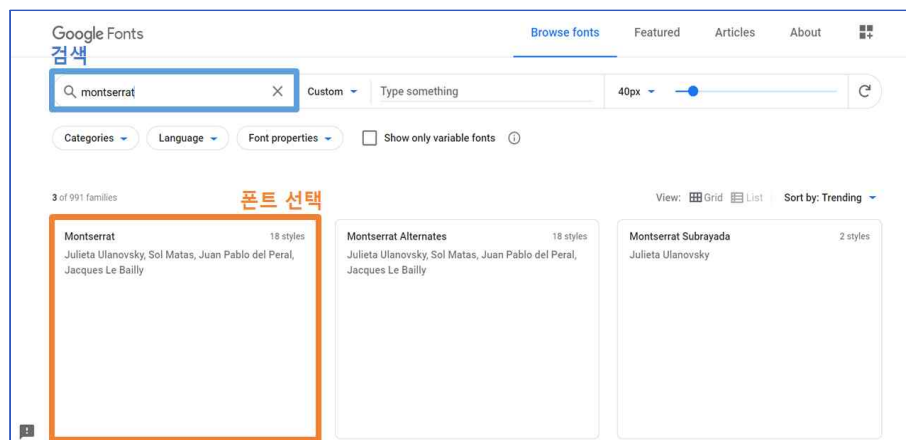 Google Fonts
Browse fonts
Featured
Articles
About
검색
montserrat
Custom
Type something
40px
Categories
Language
Font properties
Show only variable fonts
3 of 991 families
폰트 선택
View:
Grid
List
Sort by: Trending
Montserrat
18 styles
Julieta Ulanovsky, Sol Matas, Juan Pablo del Peral,
Jacques Le Bailly
Montserrat Alternates
18 styles
Julieta Ulanovsky, Sol Matas, Juan Pablo del Peral,
Jacques Le Bailly
Montserrat Subrayada
2 styles
Julieta Ulanovsky